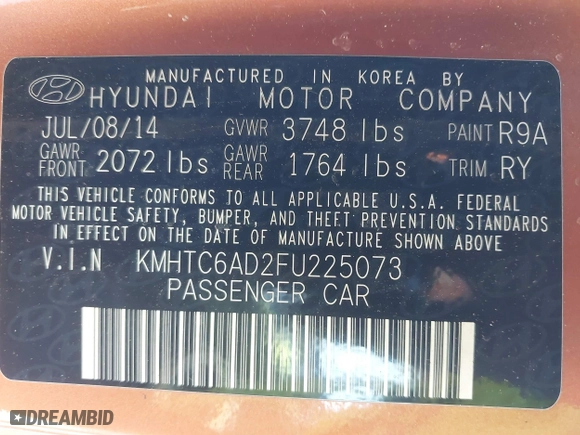 MANUFACTURED IN KOREA BY
HYUNDAI MOTOR COMPANY
JUL/08/14 GVWR 3748 lbs PAINT R9A
GAWR FRONT 2072 lbs GAWR REAR 1764 lbs TRIM RY
THIS VEHICLE CONFORMS TO ALL APPLICABLE U.S.A. FEDERAL
MOTOR VEHICLE SAFETY, BUMPER, AND THEFT PREVENTION STANDARDS
IN EFFECT ON THE DATE OF MANUFACTURE SHOWN ABOVE
V.I.N KMHTC6AD2FU225073
PASSENGER CAR
DREAMBID